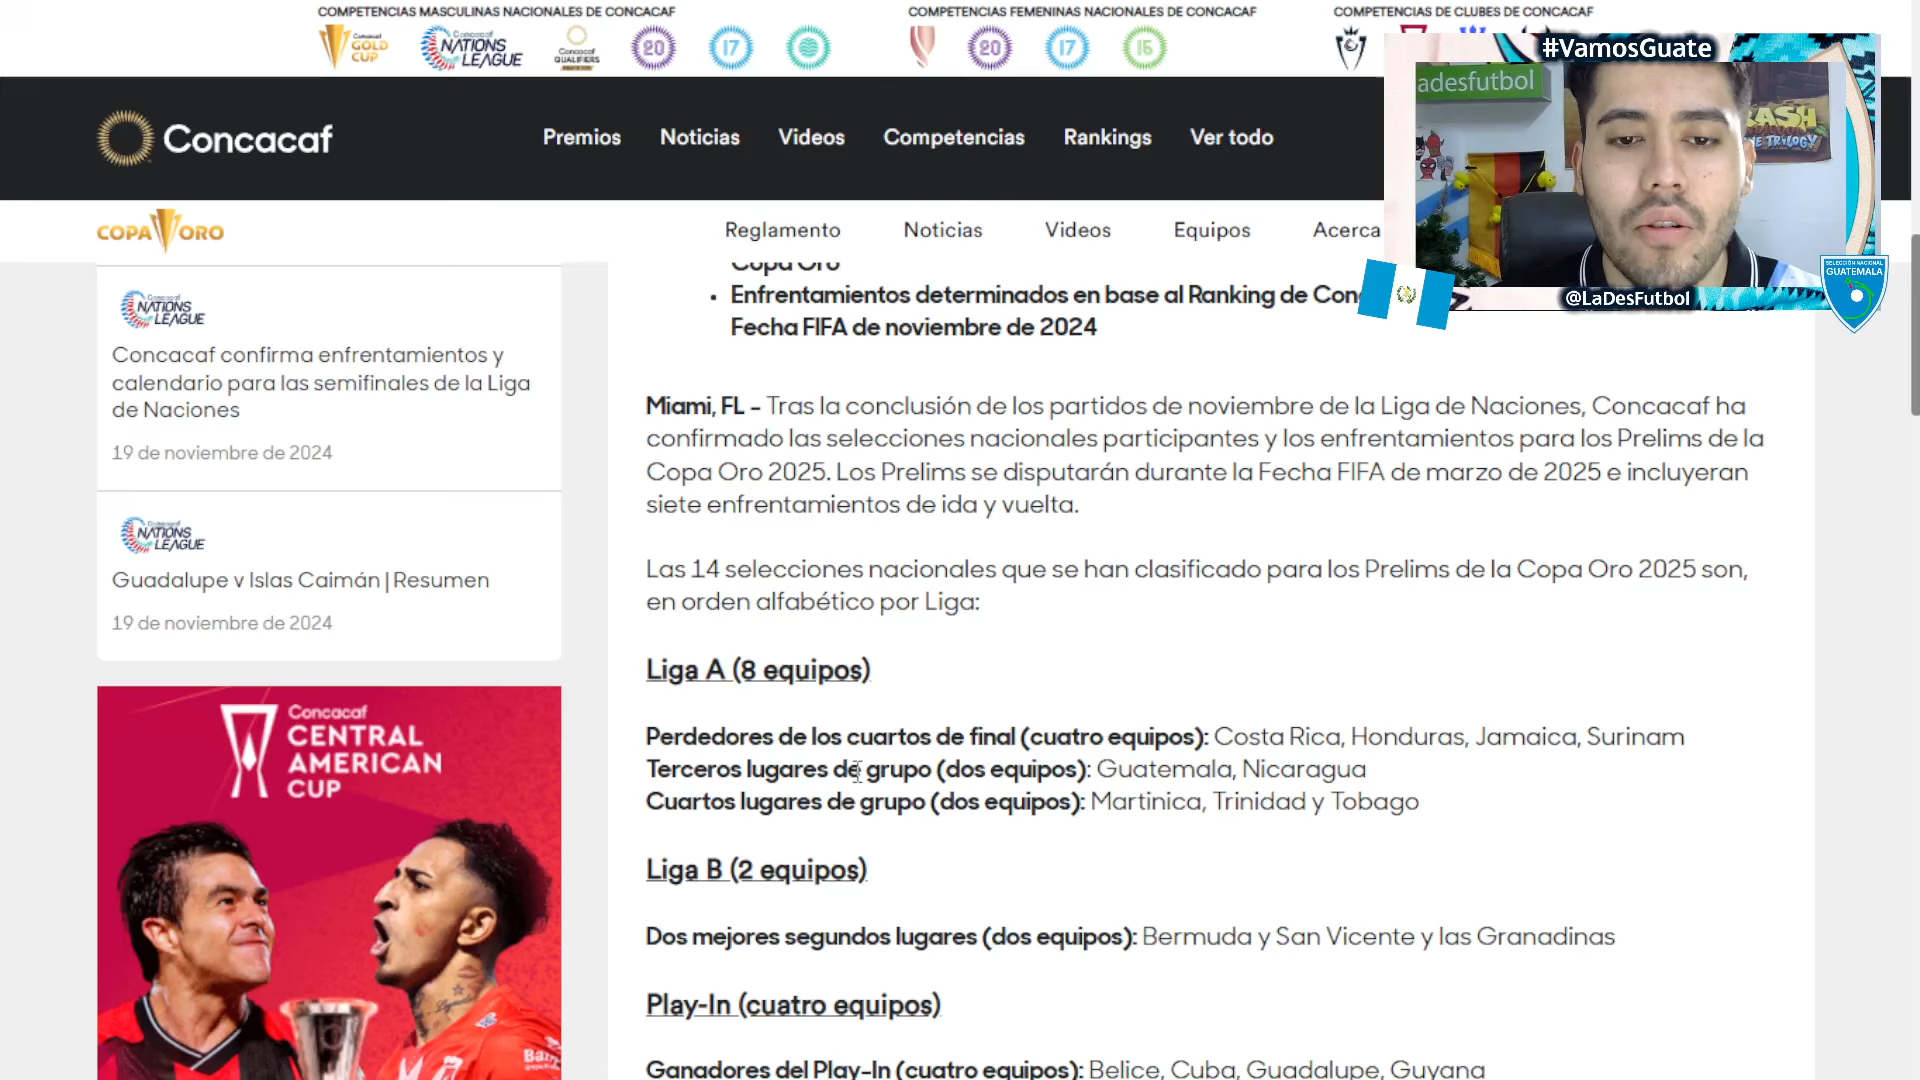 COMPETENCIAS MASCULINAS NACIONALES DE CONCACAF
COMPETENCIAS FEMENINAS NACIONALES DE CONCACAF
COMPETENCIAS DE CLUBES DE CONCACAF
Concacaf
GOLD
CUP
Concacaf
NATIONS
LEAGUE
Concacaf
QUALIFIERS
20
17
20
17
15
#VamosGuate
ladesfutbol
Concacaf
Premios
Noticias
Videos
Competencias
Rankings
Ver todo
COPA ORO
Reglamento
Noticias
Videos
Equipos
Acerca
SELECCIÓN NACIONAL
GUATEMALA
@LaDesFutbol
Copa Oro
• Enfrentamientos determinados en base al Ranking de Con
Fecha FIFA de noviembre de 2024
Concacaf
NATIONS
LEAGUE
Concacaf confirma enfrentamientos y
calendario para las semifinales de la Liga
de Naciones
19 de noviembre de 2024
Concacaf
NATIONS
LEAGUE
Guadalupe v Islas Caimán | Resumen
19 de noviembre de 2024
Concacaf
CENTRAL
AMERICAN
CUP
Miami, FL – Tras la conclusión de los partidos de noviembre de la Liga de Naciones, Concacaf ha
confirmado las selecciones nacionales participantes y los enfrentamientos para los Prelims de la
Copa Oro 2025. Los Prelims se disputarán durante la Fecha FIFA de marzo de 2025 e incluyeran
siete enfrentamientos de ida y vuelta.
Las 14 selecciones nacionales que se han clasificado para los Prelims de la Copa Oro 2025 son,
en orden alfabético por Liga:
Liga A (8 equipos)
Perdedores de los cuartos de final (cuatro equipos): Costa Rica, Honduras, Jamaica, Surinam
Terceros lugares de grupo (dos equipos): Guatemala, Nicaragua
Cuartos lugares de grupo (dos equipos): Martinica, Trinidad y Tobago
Liga B (2 equipos)
Dos mejores segundos lugares (dos equipos): Bermuda y San Vicente y las Granadinas
Play-In (cuatro equipos)
Ganadores del Play-In (cuatro equipos): Belice, Cuba, Guadalupe, Guyana